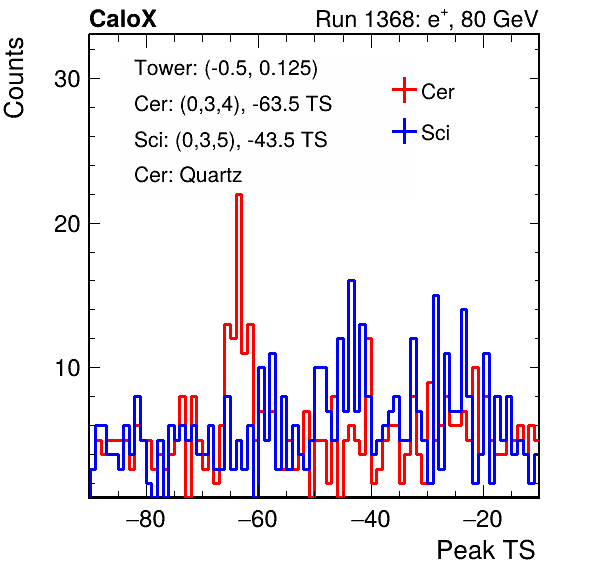 CaloX Run 1368: e⁺, 80 GeV
Counts
Tower: (-0.5, 0.125)
Cer: (0,3,4), -63.5 TS
Sci: (0,3,5), -43.5 TS
Cer: Quartz
Cer
Sci
30
20
10
−80 −60 −40 −20
Peak TS